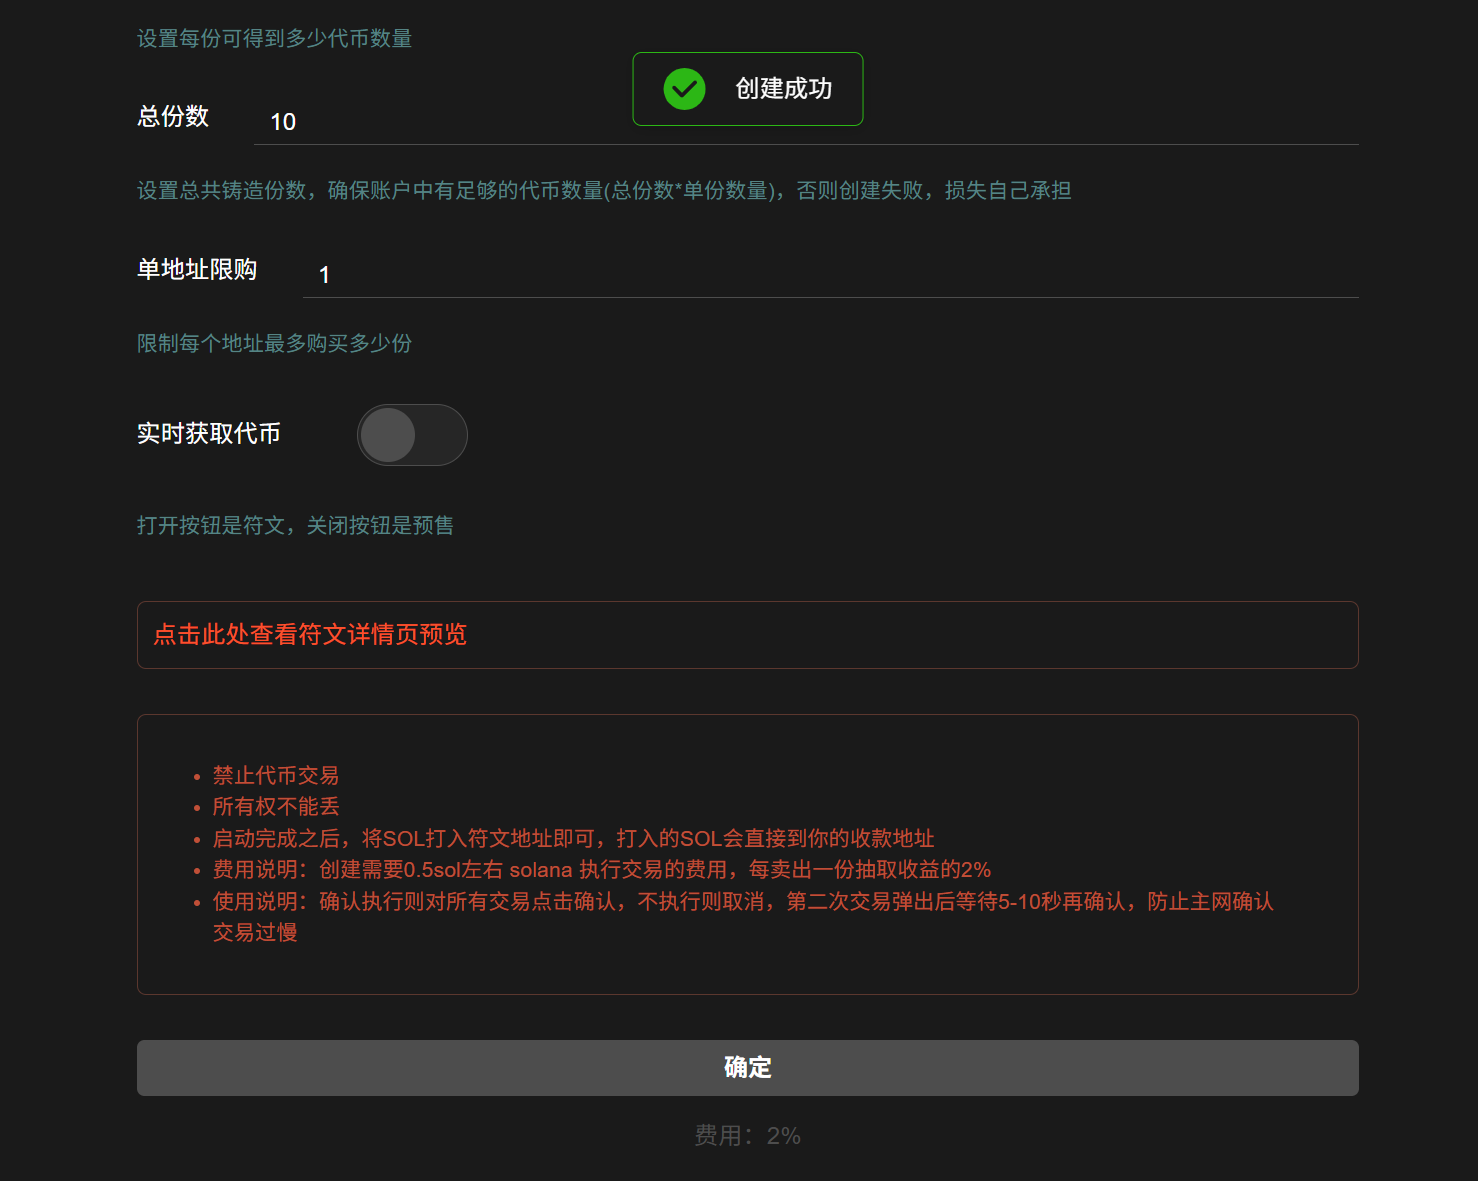 设置每份可得到多少代币数量
创建成功
总份数
10
设置总共铸造份数，确保账户中有足够的代币数量(总份数*单份数量)，否则创建失败，损失自己承担
单地址限购
1
限制每个地址最多购买多少份
实时获取代币
打开按钮是符文，关闭按钮是预售
点击此处查看符文详情页预览
• 禁止代币交易
• 所有权不能丢
• 启动完成之后，将SOL打入符文地址即可，打入的SOL会直接到你的收款地址
• 费用说明：创建需要0.5sol左右 solana 执行交易的费用，每卖出一份抽取收益的2%
• 使用说明：确认执行则对所有交易点击确认，不执行则取消，第二次交易弹出后等待5-10秒再确认，防止主网确认
交易过慢
确定
费用：2%